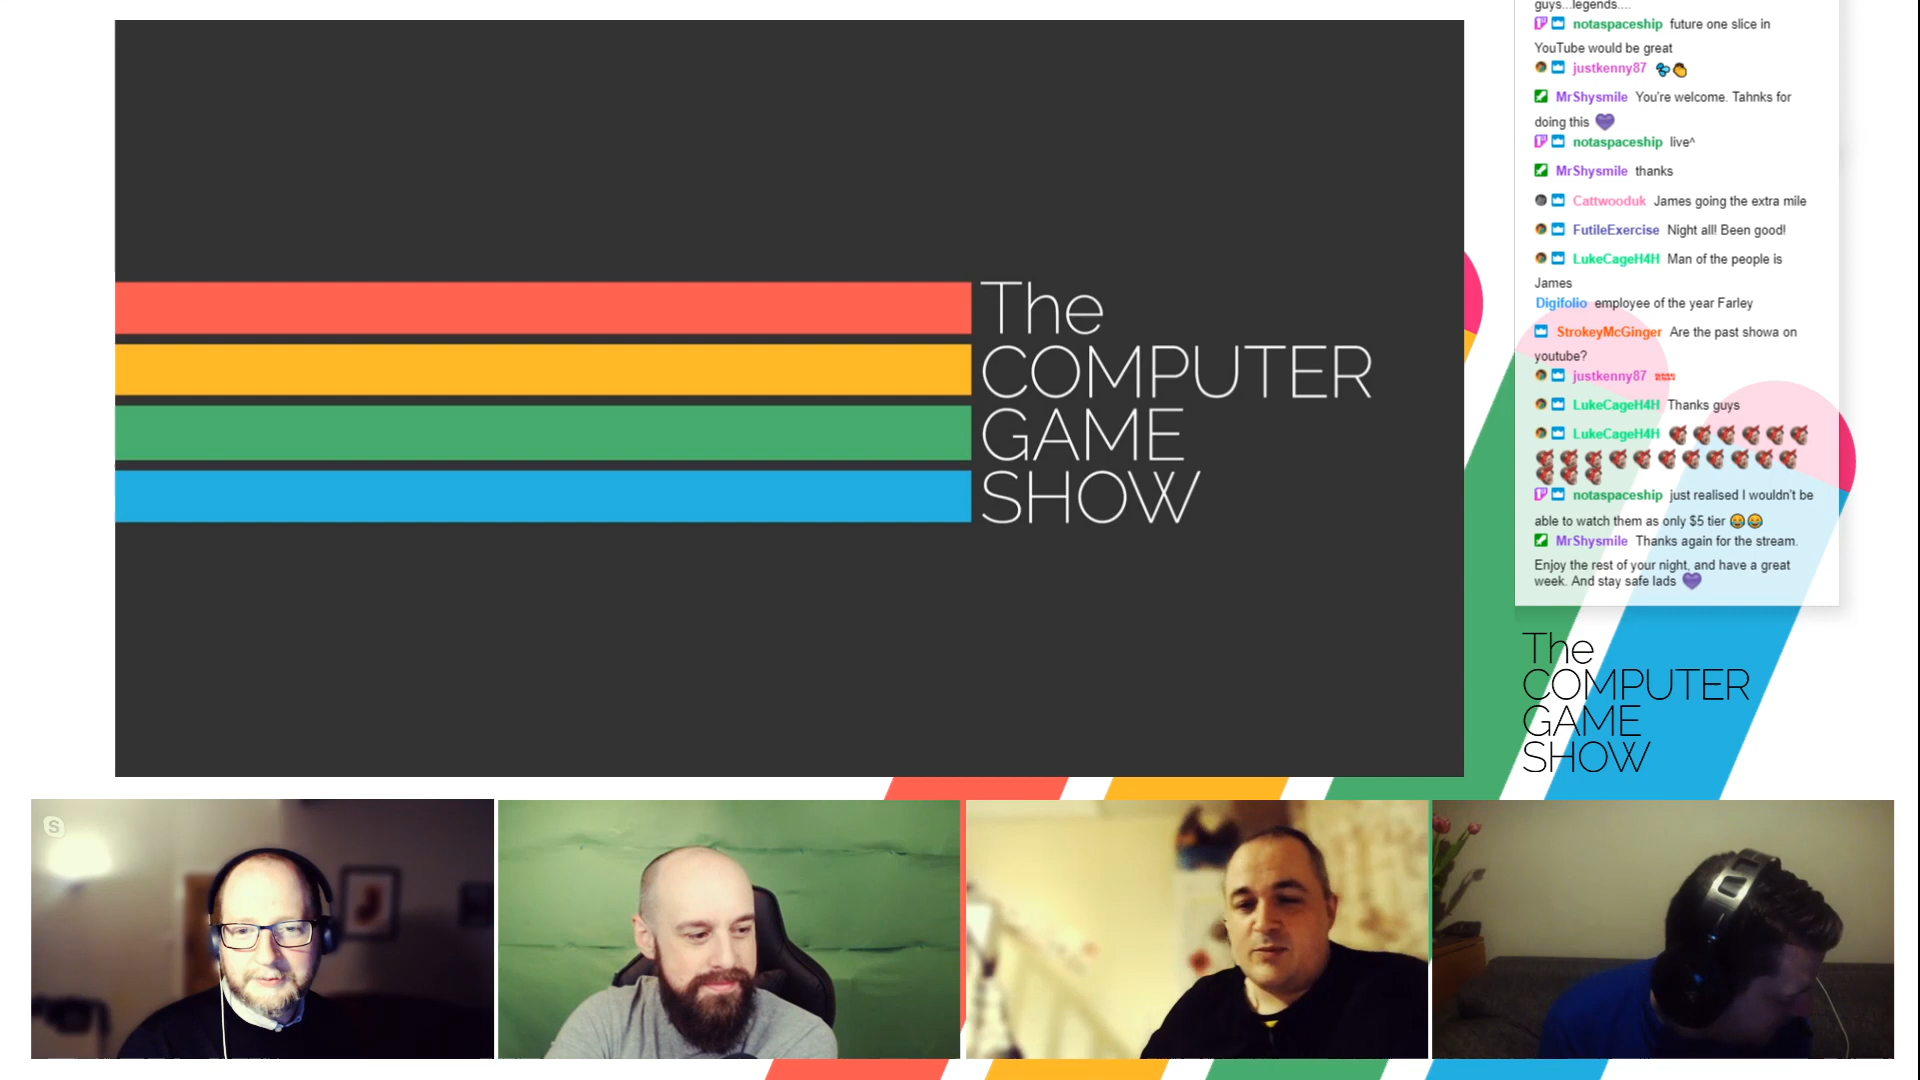 The
COMPUTER
GAME
SHOW
guys...legends....
notaspaceship future one slice in
YouTube would be great
justkenny87
MrShysmile You're welcome. Tahnks for
doing this 💜
notaspaceship live^
MrShysmile thanks
Cattwooduk James going the extra mile
FutileExercise Night all! Been good!
LukeCageH4H Man of the people is
James
Digifolio employee of the year Farley
StrokeyMcGinger Are the past showa on
youtube?
justkenny87
LukeCageH4H Thanks guys
LukeCageH4H
notaspaceship just realised I wouldn't be
able to watch them as only $5 tier 😂😂
MrShysmile Thanks again for the stream.
Enjoy the rest of your night, and have a great
week. And stay safe lads 💜
The
COMPUTER
GAME
SHOW
S